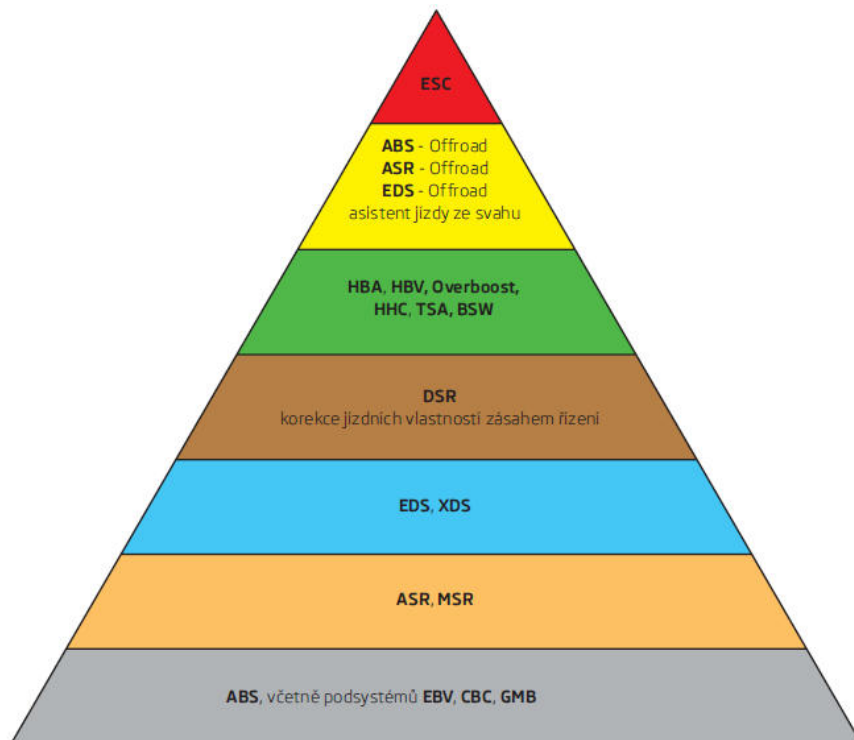 ESC
ABS - Offroad
ASR - Offroad
EDS - Offroad
asistent jízdy ze svahu
HBA, HBV, Overboost,
HHC, TSA, BSW
DSR
korekce jízdních vlastností zásahem řízení
EDS, XDS
ASR, MSR
ABS, včetně podsystémů EBV, CBC, GMB